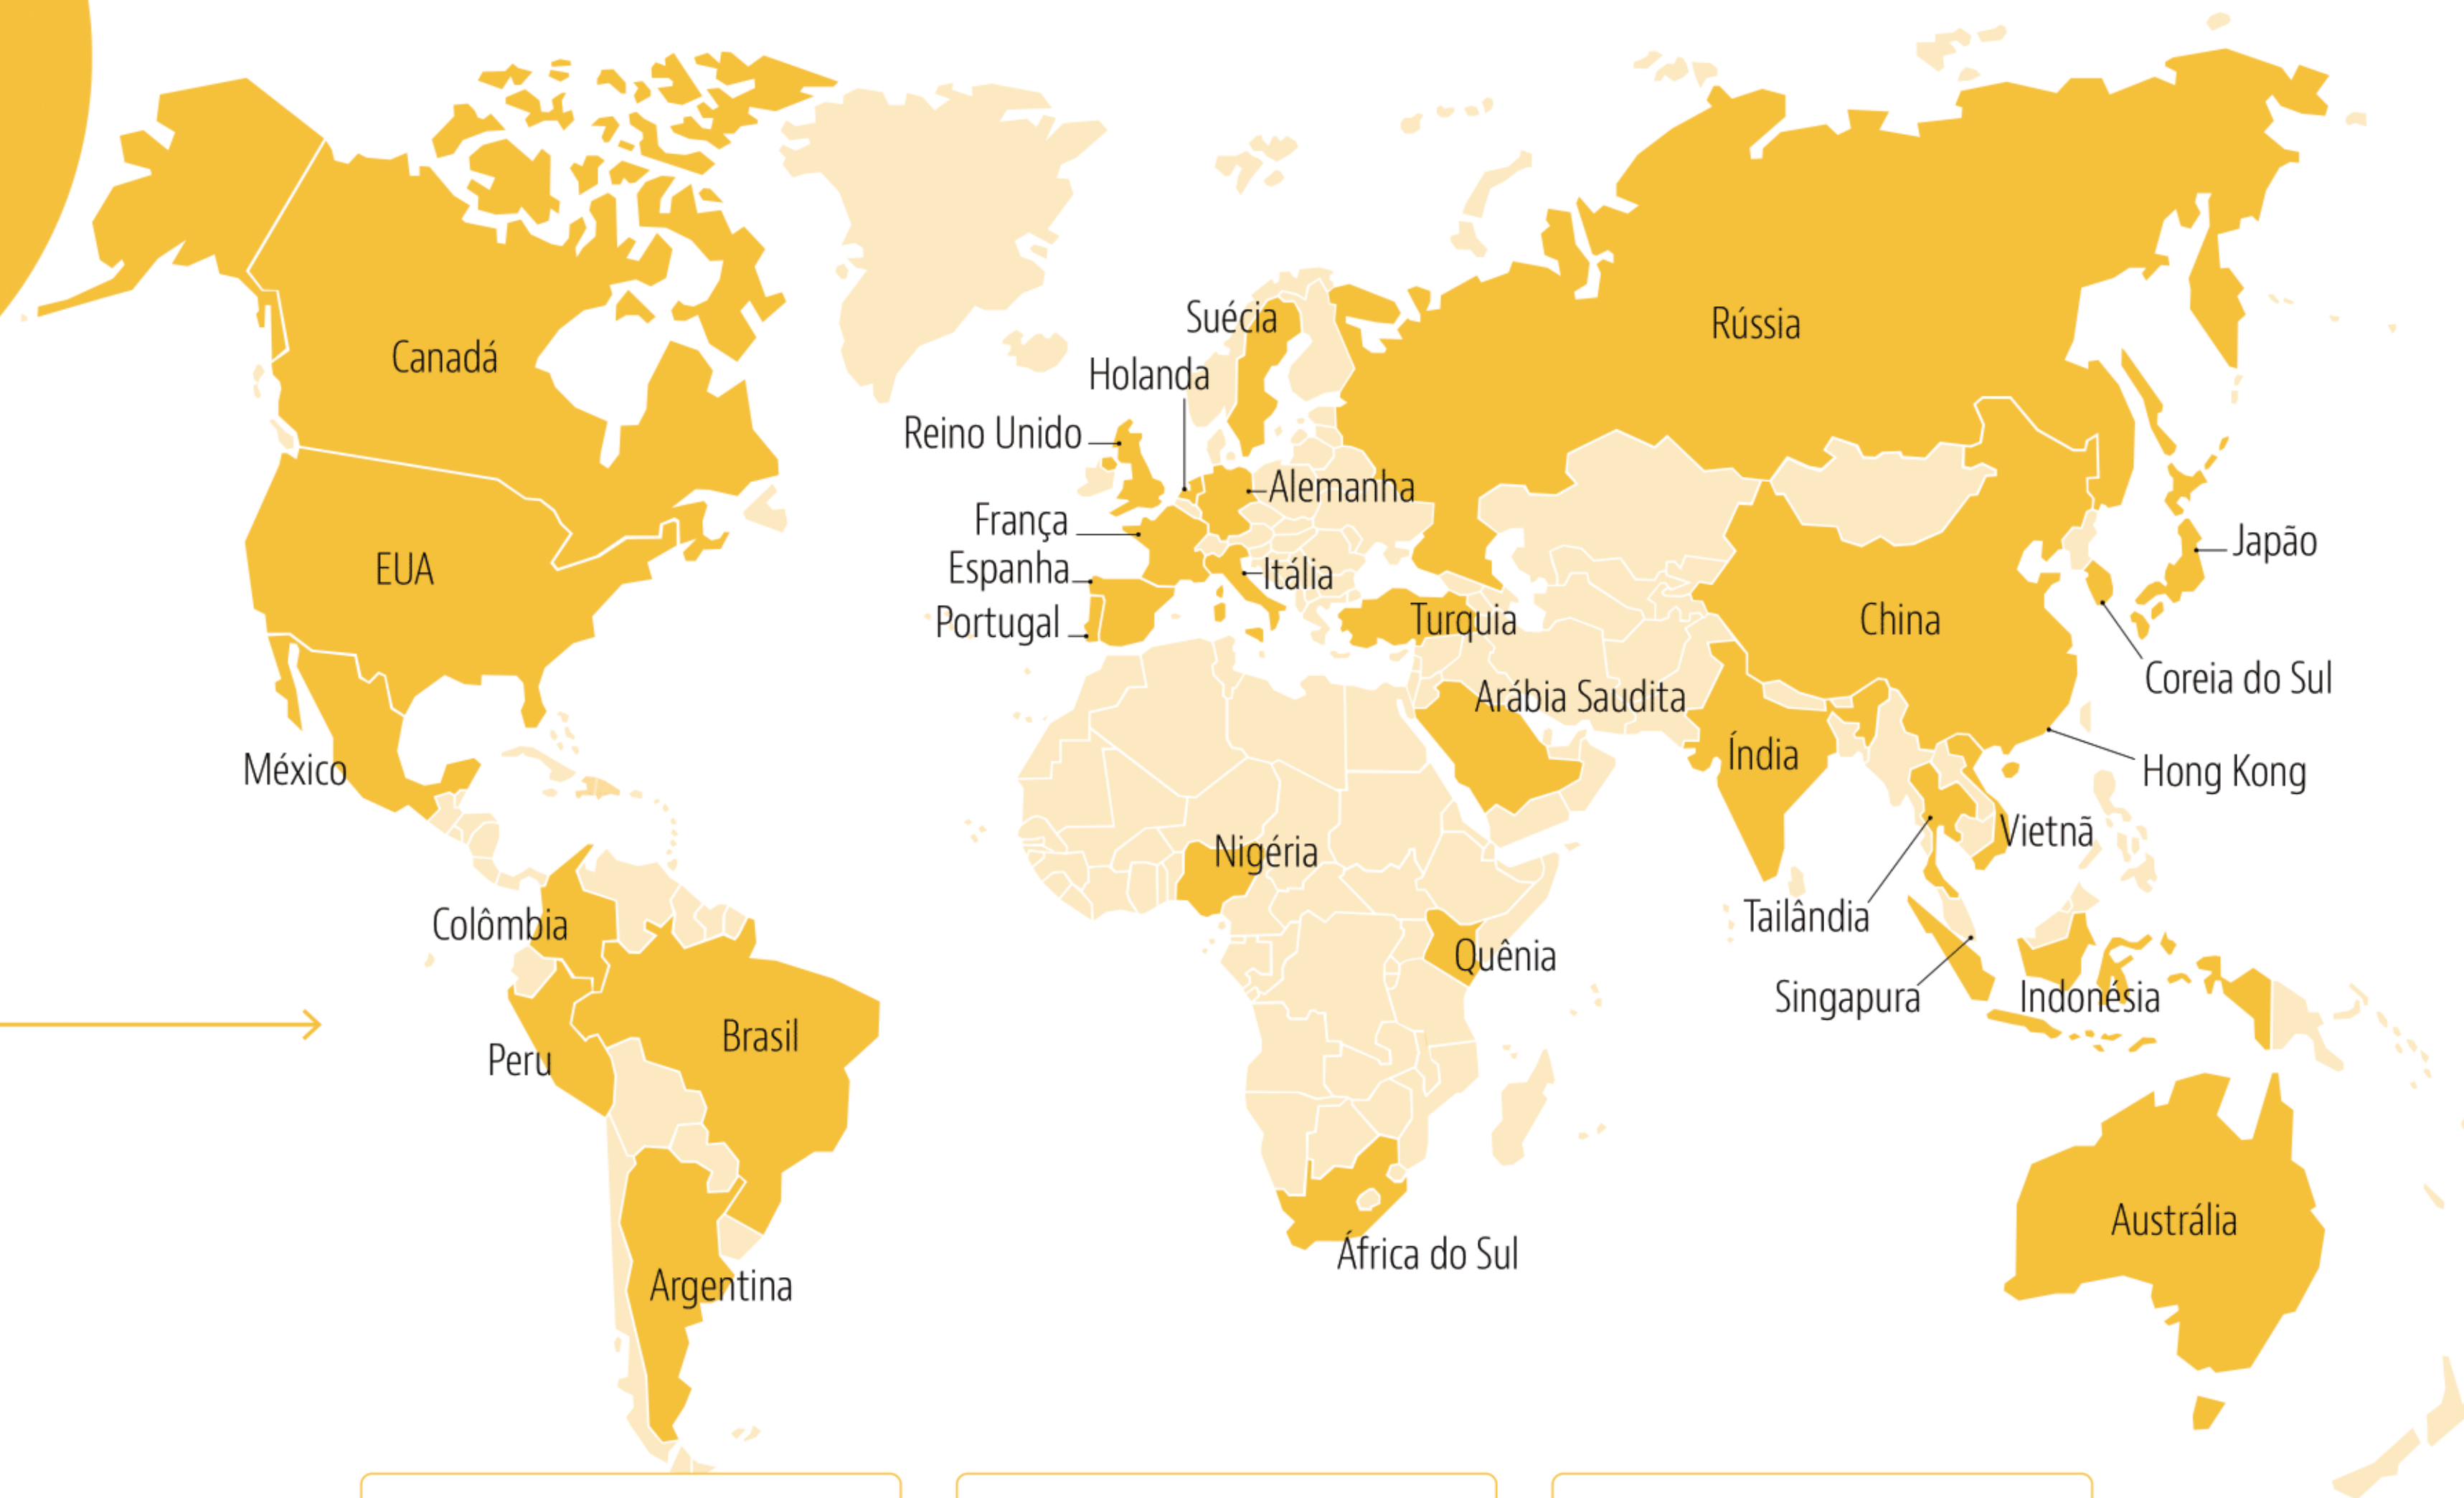 Canadá
EUA
México
Colômbia
Peru
Brasil
Argentina
Suécia
Holanda
Reino Unido
Alemanha
França
Espanha
Itália
Portugal
Turquia
Rússia
China
Japão
Coreia do Sul
Arábia Saudita
Índia
Hong Kong
Vietnã
Tailândia
Singapura
Indonésia
Nigéria
Quênia
África do Sul
Austrália